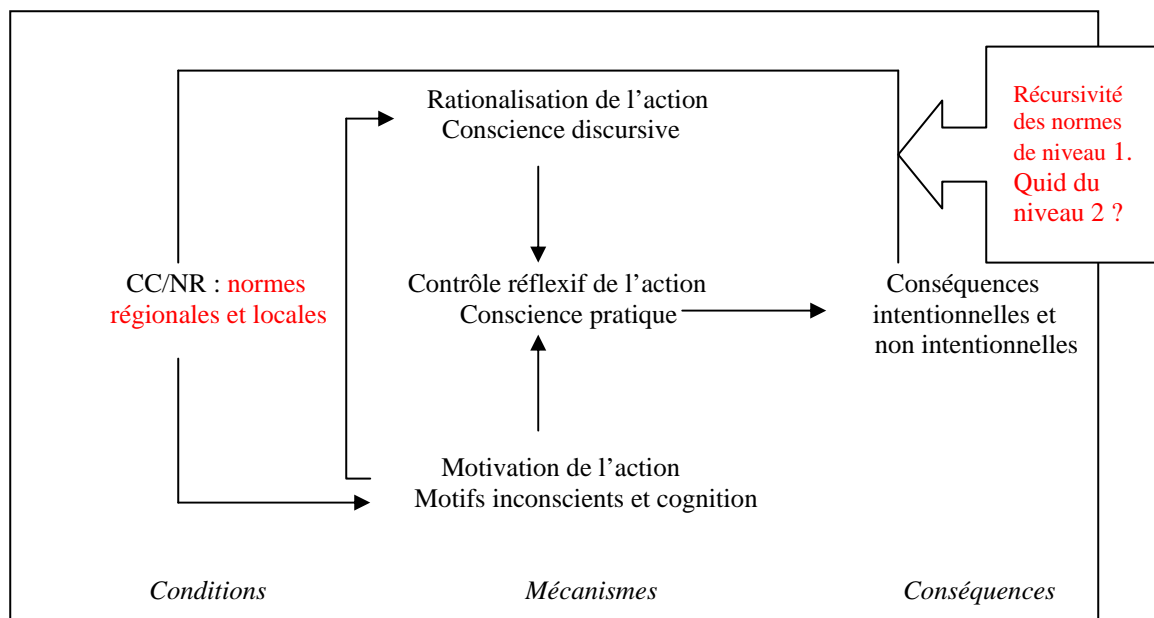 Rationalisation de l’action
Conscience discursive
Récursivité
des normes
de niveau 1.
Quid du
niveau 2 ?
CC/NR : normes
régionales et locales
Contrôle réflexif de l’action
Conscience pratique
Conséquences
intentionnelles et
non intentionnelles
Motivation de l’action
Motifs inconscients et cognition
Conditions
Mécanismes
Conséquences